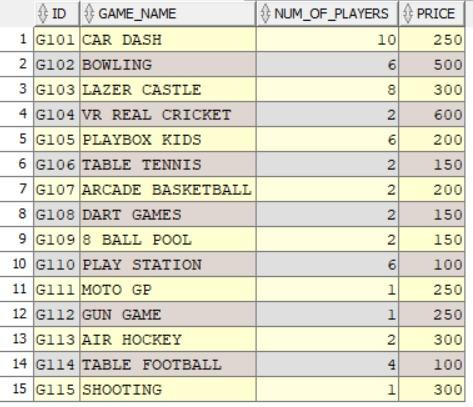 ID GAME_NAME NUM_OF_PLAYERS PRICE
1 G101 CAR DASH 10 250
2 G102 BOWLING 6 500
3 G103 LAZER CASTLE 8 300
4 G104 VR REAL CRICKET 2 600
5 G105 PLAYBOX KIDS 6 200
6 G106 TABLE TENNIS 2 150
7 G107 ARCADE BASKETBALL 2 200
8 G108 DART GAMES 2 150
9 G109 8 BALL POOL 2 150
10 G110 PLAY STATION 6 100
11 G111 MOTO GP 1 250
12 G112 GUN GAME 1 250
13 G113 AIR HOCKEY 2 300
14 G114 TABLE FOOTBALL 4 100
15 G115 SHOOTING 1 300